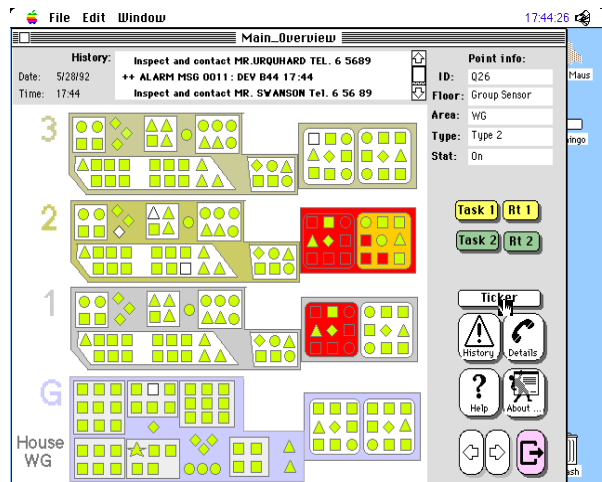 File Edit Window 17:44:26
Main_Overview
History: Inspect and contact MR.URQUHARD TEL. 6 5689
Date: 5/28/92 ++ ALARM MSG 0011 : DEV B44 17:44
Time: 17:44 Inspect and contact MR. SWANSON Tel. 6 56 89
Point info:
ID: Q26
Floor: Group Sensor
Area: WG
Type: Type 2
Stat: On
Maus
ingo
3
2
1
G
House
WG
Task 1 Rt 1
Task 2 Rt 2
Ticker
History Details
? Help About ...
ash